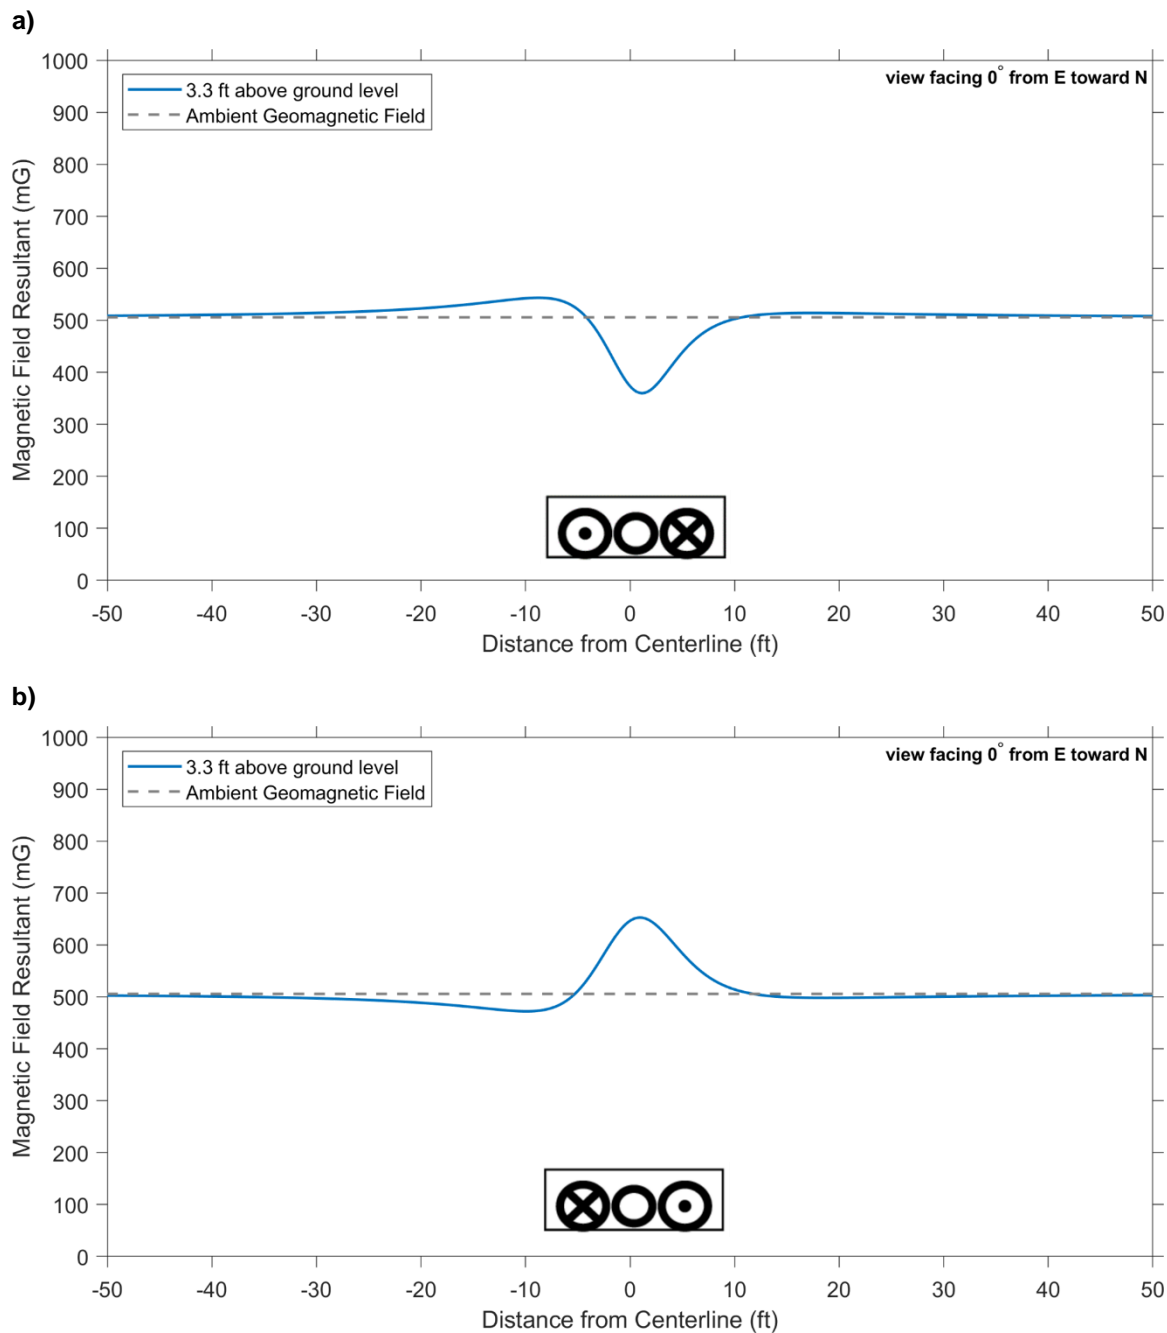 a)
view facing 0° from E toward N
3.3 ft above ground level
Ambient Geomagnetic Field
Magnetic Field Resultant (mG)
1000
900
800
700
600
500
400
300
200
100
0
-50 -40 -30 -20 -10 0 10 20 30 40 50
Distance from Centerline (ft)
b)
view facing 0° from E toward N
3.3 ft above ground level
Ambient Geomagnetic Field
Magnetic Field Resultant (mG)
1000
900
800
700
600
500
400
300
200
100
0
-50 -40 -30 -20 -10 0 10 20 30 40 50
Distance from Centerline (ft)